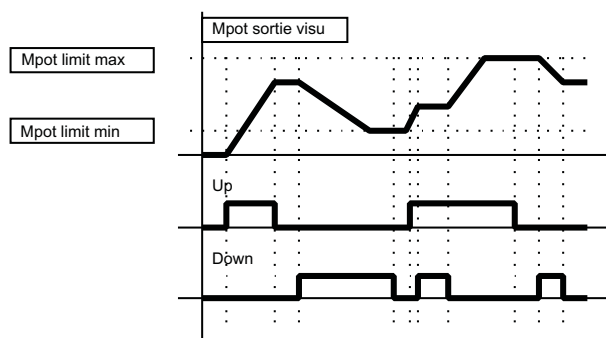 Mpot sortie visu
Mpot limit max
Mpot limit min
Up
Down